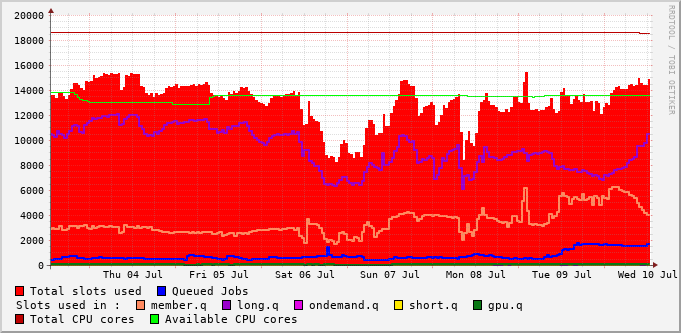 20000
18000
16000
14000
12000
10000
8000
6000
4000
2000
0
Thu 04 Jul Fri 05 Jul Sat 06 Jul Sun 07 Jul Mon 08 Jul Tue 09 Jul Wed 10 Jul
RRDTOOL / TOBI OETIKER
Total slots used Queued Jobs
Slots used in : member.q long.q ondemand.q short.q gpu.q
Total CPU cores Available CPU cores